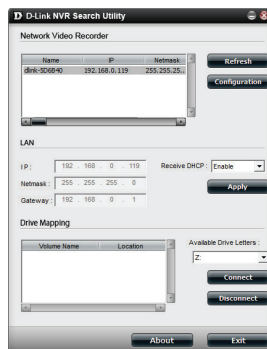 D D-Link NVR Search Utility
Network Video Recorder
Name IP Netmask
dlink-5D6B40 192.168.0.119 255.255.25...
Refresh
Configuration
LAN
IP : 192 . 168 . 0 . 119
Receive DHCP : Enable
Netmask : 255 . 255 . 255 . 0
Apply
Gateway : 192 . 168 . 0 . 1
Drive Mapping
Volume Name Location
Available Drive Letters :
Z:
Connect
Disconnect
About Exit